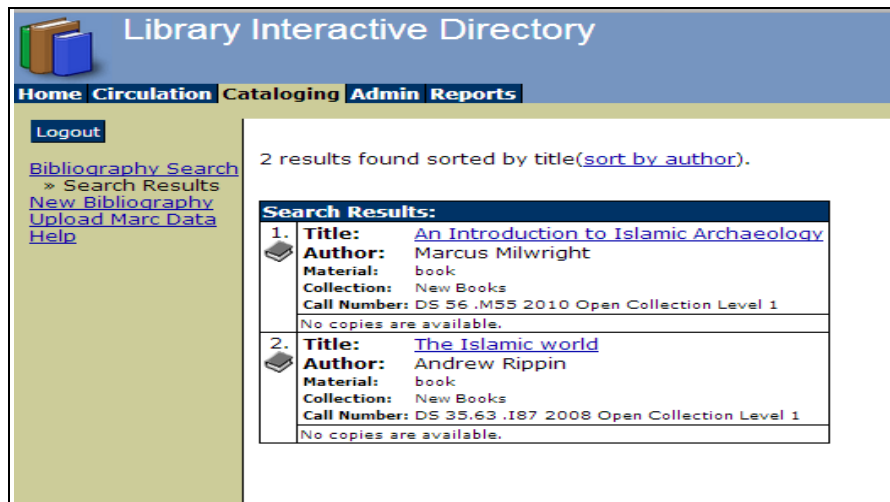 Library Interactive Directory
Home Circulation Cataloging Admin Reports
Logout
Bibliography Search
» Search Results
New Bibliography
Upload Marc Data
Help
2 results found sorted by title(sort by author).
Search Results:
1. Title: An Introduction to Islamic Archaeology
Author: Marcus Milwright
Material: book
Collection: New Books
Call Number: DS 56 .M55 2010 Open Collection Level 1
No copies are available.
2. Title: The Islamic world
Author: Andrew Rippin
Material: book
Collection: New Books
Call Number: DS 35.63 .I87 2008 Open Collection Level 1
No copies are available.